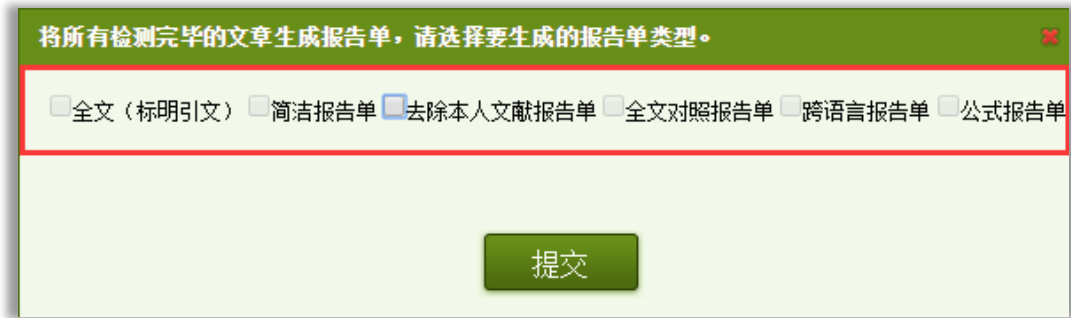 将所有检测完毕的文章生成报告单，请选择要生成的报告单类型。
全文（标明引文） 简洁报告单 去除本人文献报告单 全文对照报告单 跨语言报告单 公式报告单
提交